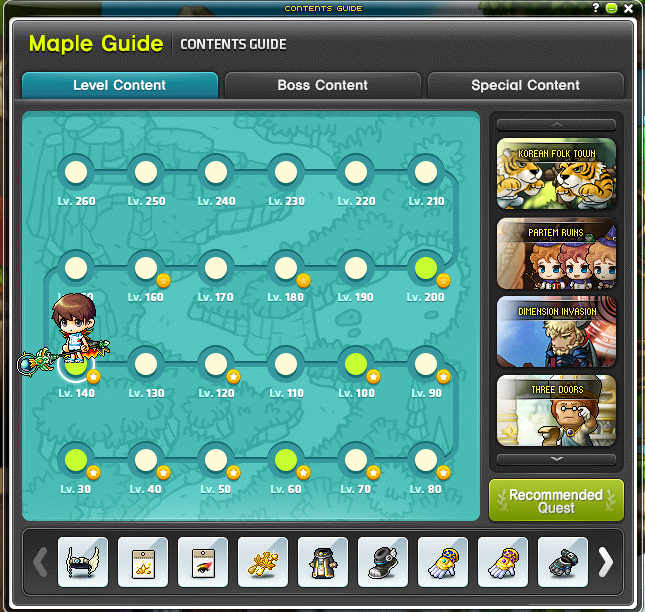 CONTENTS GUIDE
Maple Guide
CONTENTS GUIDE
Level Content
Boss Content
Special Content
Lv. 260
Lv. 250
Lv. 240
Lv. 230
Lv. 220
Lv. 210
Lv. 160
Lv. 170
Lv. 180
Lv. 190
Lv. 200
Lv. 140
Lv. 130
Lv. 120
Lv. 110
Lv. 100
Lv. 90
Lv. 30
Lv. 40
Lv. 50
Lv. 60
Lv. 70
Lv. 80
KOREAN FOLK TOWN
PARTEM RUINS
DIMENSION INVASION
THREE DOORS
Recommended
Quest